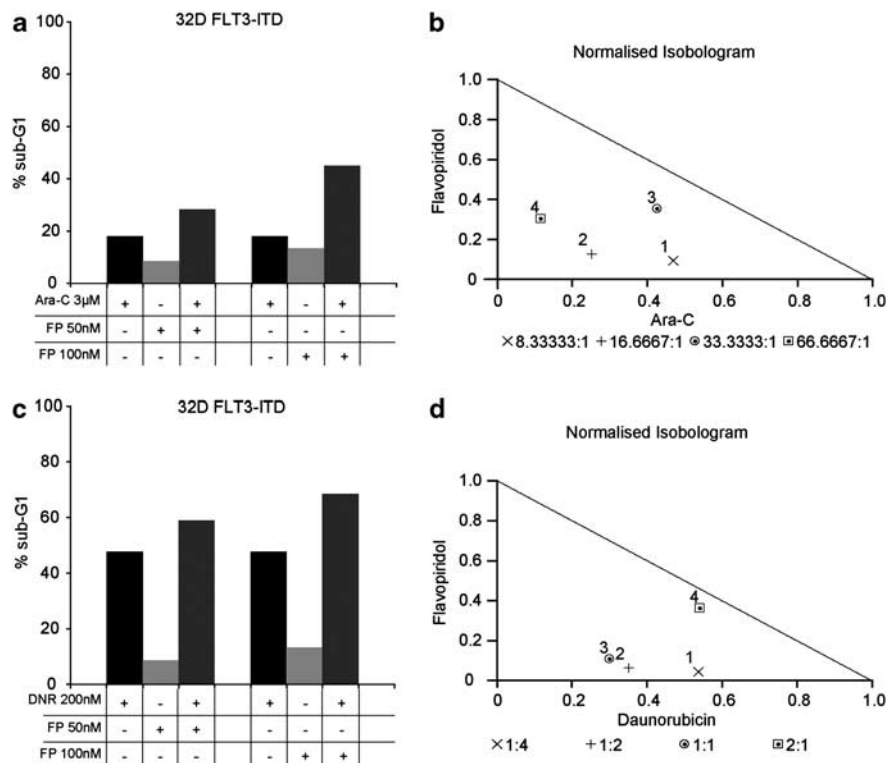 a
32D FLT3-ITD
% sub-G1
100
80
60
40
20
0
Ara-C 3µM + - + + - +
FP 50nM - + + - - -
FP 100nM - - - - + +
b
Normalised Isobologram
Flavopiridol
1.0
0.8
0.6
0.4
0.2
0
4
2
3
1
0 0.2 0.4 0.6 0.8 1.0
Ara-C
×8.33333:1 +16.6667:1 33.3333:1 66.6667:1
c
32D FLT3-ITD
% sub-G1
100
80
60
40
20
0
DNR 200nM + - + + - +
FP 50nM - + + - - -
FP 100nM - - - - + +
d
Normalised Isobologram
Flavopiridol
1.0
0.8
0.6
0.4
0.2
0
3
2
1
4
0 0.2 0.4 0.6 0.8 1.0
Daunorubicin
×1:4 +1:2 1:1 2:1